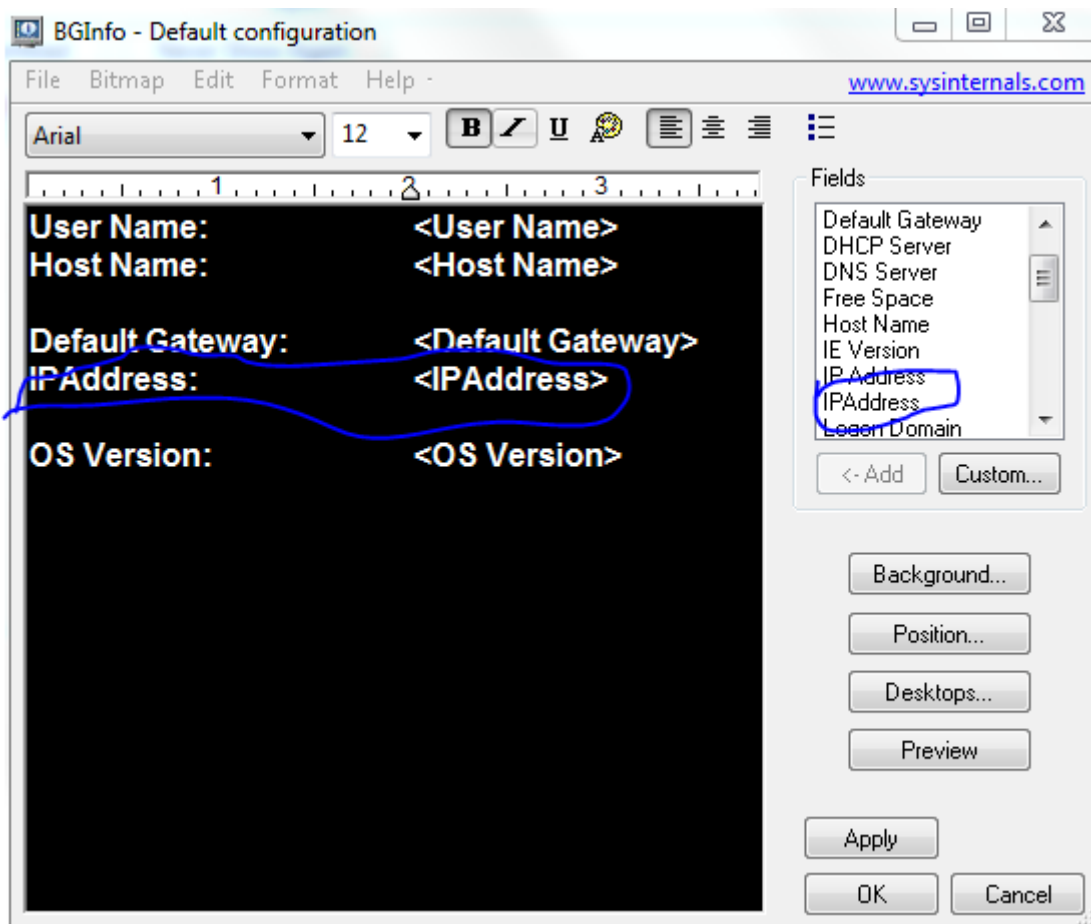 BGInfo - Default configuration
File Bitmap Edit Format Help -
www.sysinternals.com
Arial 12 B I U
1 2 3
Fields
User Name: <User Name>
Host Name: <Host Name>
Default Gateway: <Default Gateway>
IPAddress: <IPAddress>
OS Version: <OS Version>
Default Gateway
DHCP Server
DNS Server
Free Space
Host Name
IE Version
IP Address
IPAddress
Logon Domain
<- Add Custom...
Background...
Position...
Desktops...
Preview
Apply
OK Cancel